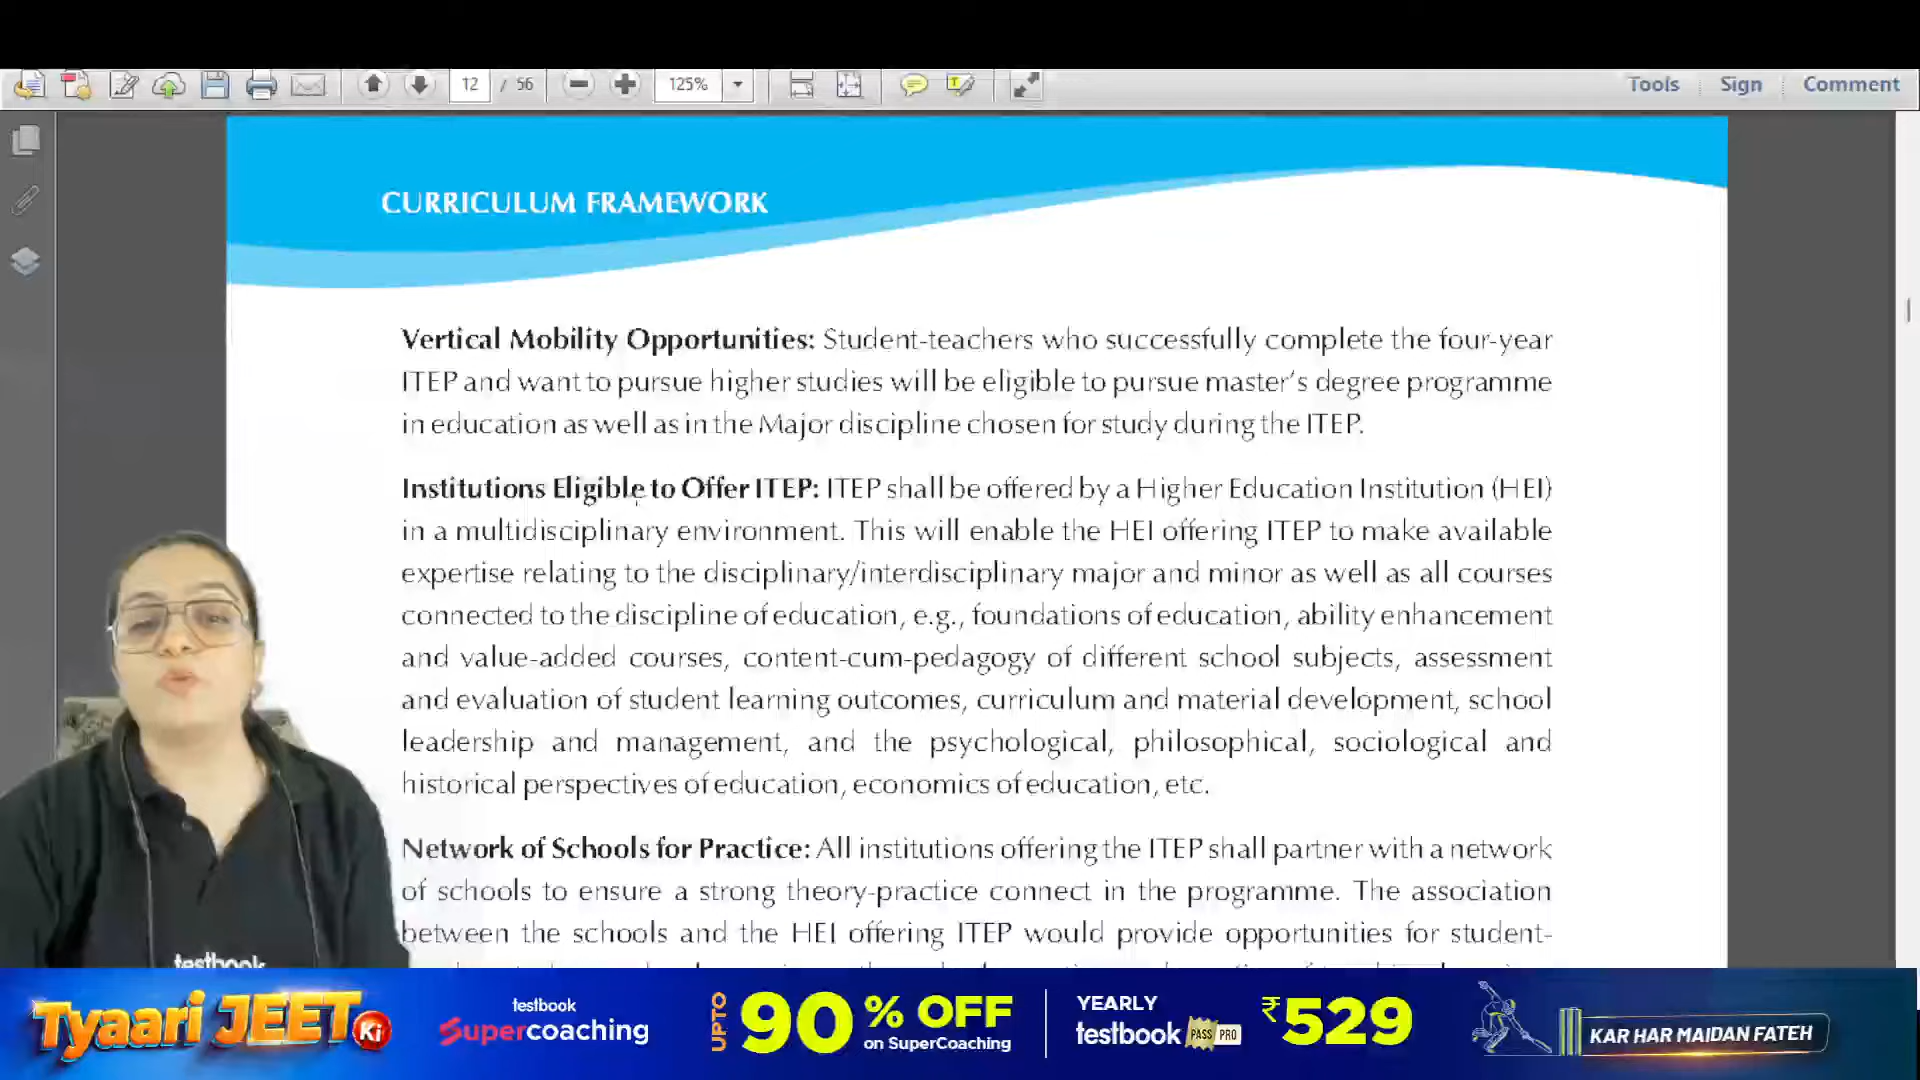 12 / 56 125% Tools Sign Comment
CURRICULUM FRAMEWORK
Vertical Mobility Opportunities: Student-teachers who successfully complete the four-year
ITEP and want to pursue higher studies will be eligible to pursue master's degree programme
in education as well as in the Major discipline chosen for study during the ITEP.
Institutions Eligible to Offer ITEP: ITEP shall be offered by a Higher Education Institution (HEI)
in a multidisciplinary environment. This will enable the HEI offering ITEP to make available
expertise relating to the disciplinary/interdisciplinary major and minor as well as all courses
connected to the discipline of education, e.g., foundations of education, ability enhancement
and value-added courses, content-cum-pedagogy of different school subjects, assessment
and evaluation of student learning outcomes, curriculum and material development, school
leadership and management, and the psychological, philosophical, sociological and
historical perspectives of education, economics of education, etc.
Network of Schools for Practice: All institutions offering the ITEP shall partner with a network
of schools to ensure a strong theory-practice connect in the programme. The association
between the schools and the HEI offering ITEP would provide opportunities for student-
testbook
Tyaari JEET Ki
testbook
Supercoaching
UPTO 90% OFF
on SuperCoaching
YEARLY
testbook PASS PRO
₹529
KAR HAR MAIDAN FATEH